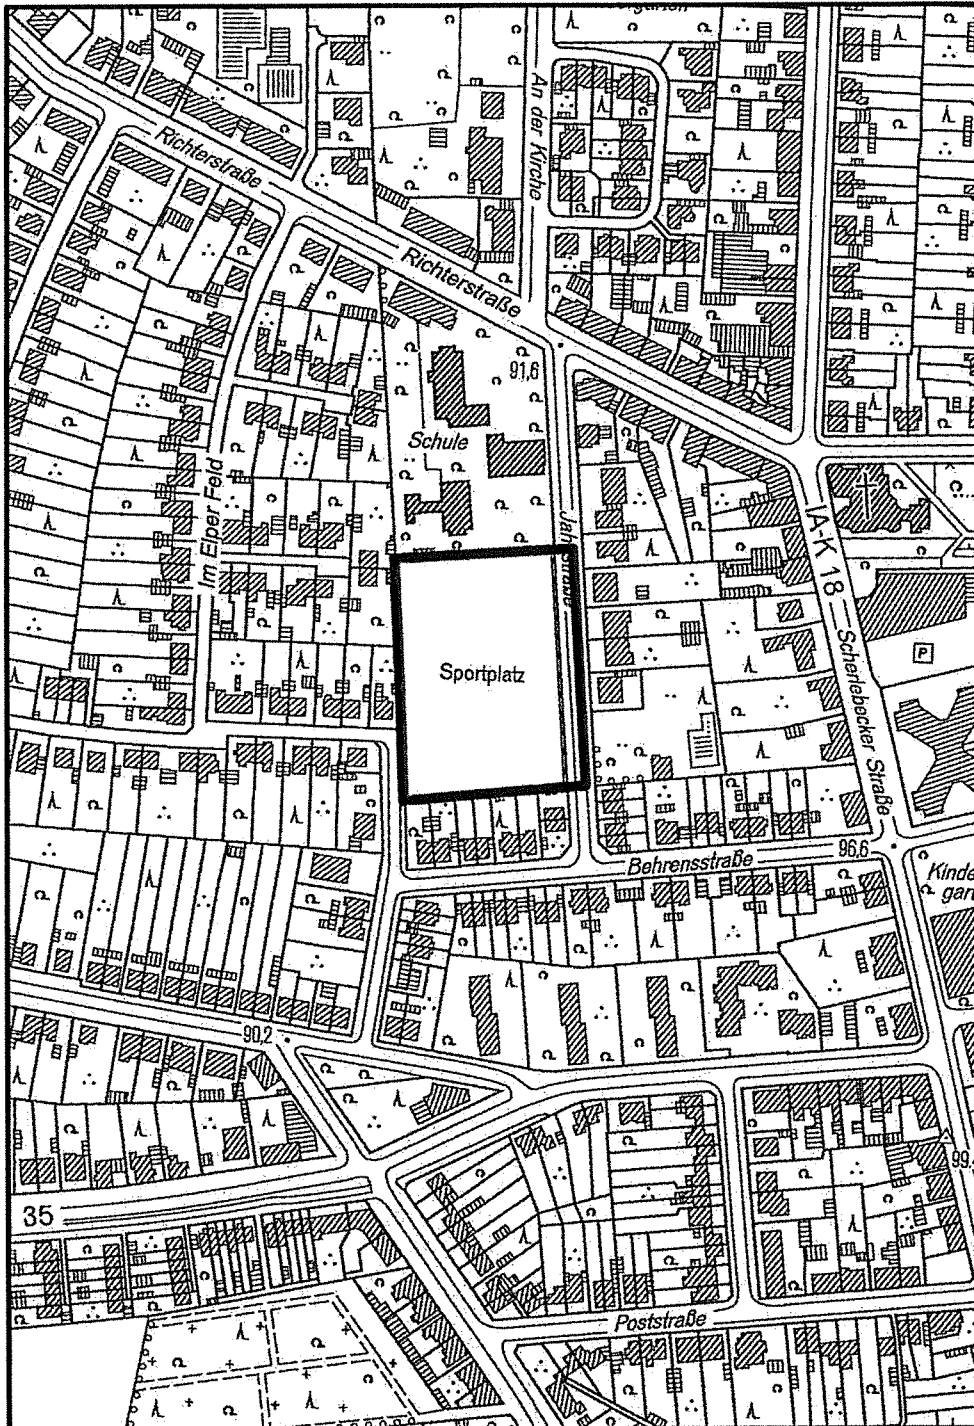 Richterstraße
An der Kirche
Richterstraße
91,6
Schule
Im Elper Feld
Jahnstraße
IA-K 18
Scherlebecker Straße
P
Sportplatz
Behrensstraße
96,6
Kinde
gar
90,2
35
99,
Poststraße